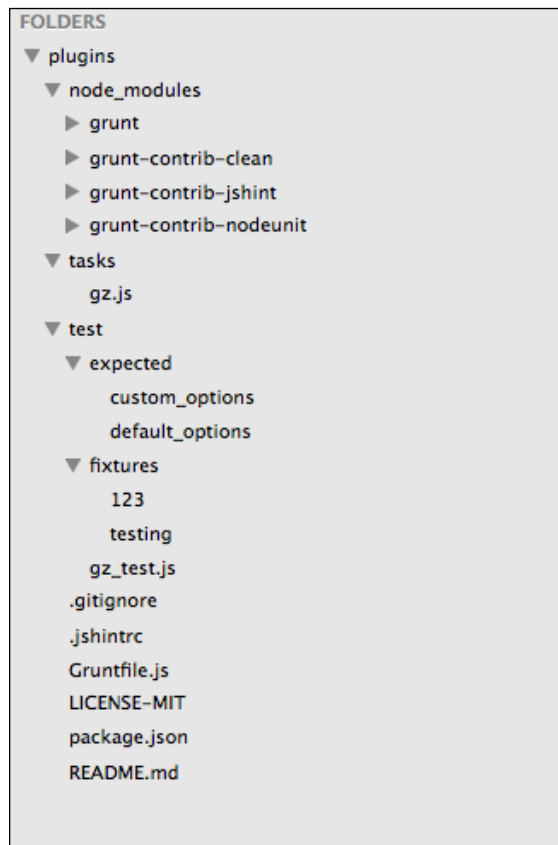 FOLDERS
plugins
node_modules
grunt
grunt-contrib-clean
grunt-contrib-jshint
grunt-contrib-nodeunit
tasks
gz.js
test
expected
custom_options
default_options
fixtures
123
testing
gz_test.js
.gitignore
.jshintrc
Gruntfile.js
LICENSE-MIT
package.json
README.md